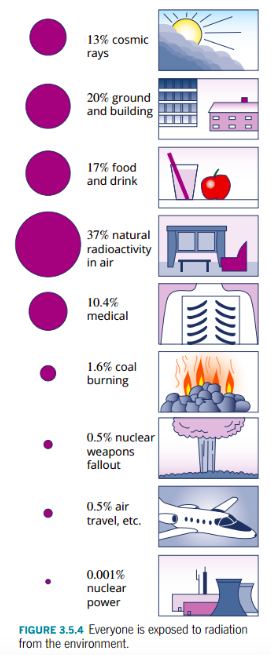 13% cosmic
rays
20% ground
and building
17% food
and drink
37% natural
radioactivity
in air
10.4%
medical
1.6% coal
burning
0.5% nuclear
weapons
fallout
0.5% air
travel, etc.
0.001%
nuclear
power
FIGURE 3.5.4 Everyone is exposed to radiation
from the environment.